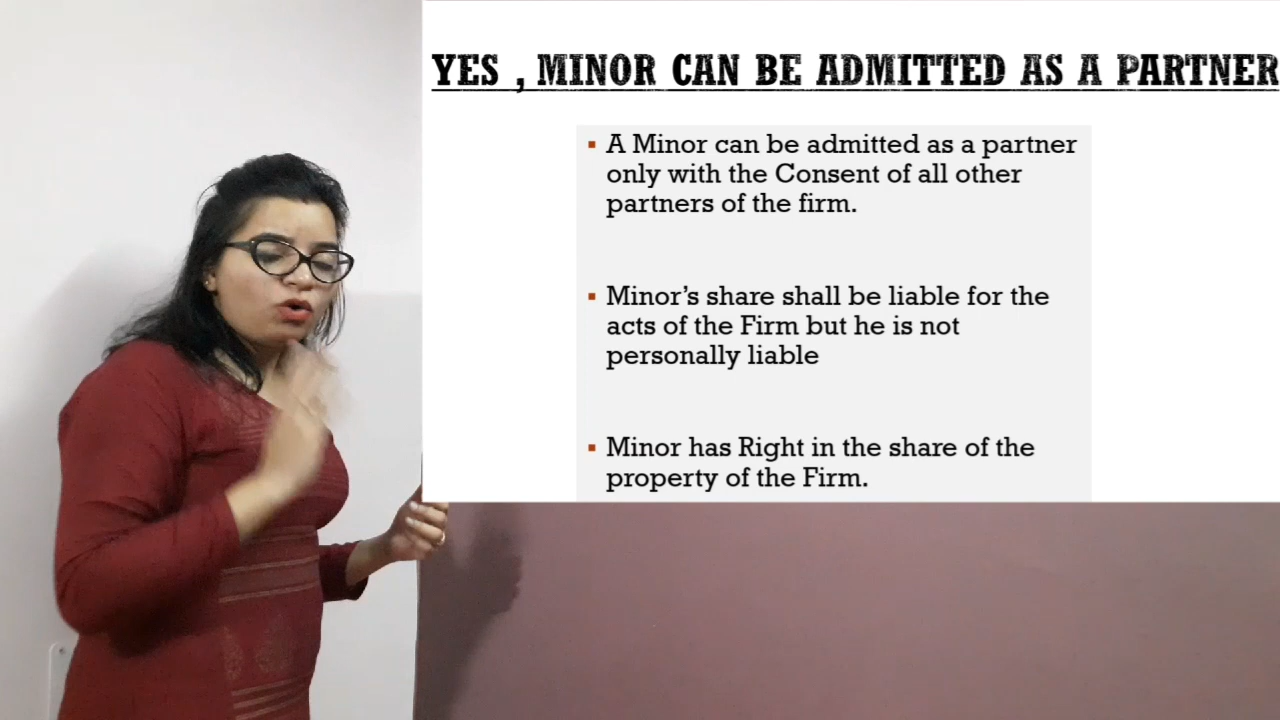 YES , MINOR CAN BE ADMITTED AS A PARTNER
▪ A Minor can be admitted as a partner
only with the Consent of all other
partners of the firm.
▪ Minor’s share shall be liable for the
acts of the Firm but he is not
personally liable
▪ Minor has Right in the share of the
property of the Firm.